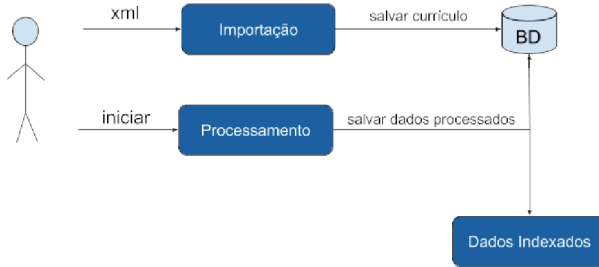 xml
Importação
salvar currículo
BD
iniciar
Processamento
salvar dados processados
Dados Indexados